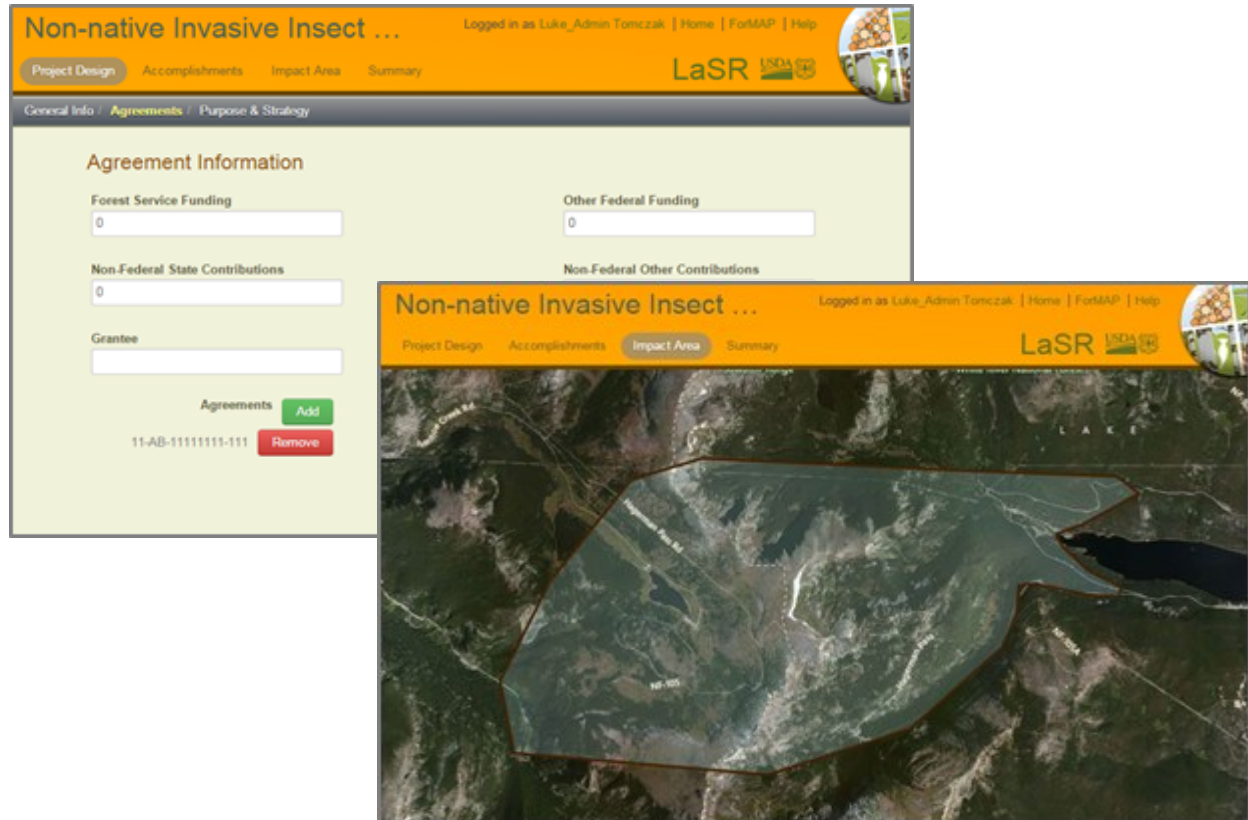 Non-native Invasive Insect ...
Logged in as Luke_Admin Tomczak | Home | ForMAP | Help
Project Design Accomplishments Impact Area Summary
LaSR USDA
General Info / Agreements / Purpose & Strategy
Agreement Information
Forest Service Funding
0
Other Federal Funding
0
Non-Federal State Contributions
0
Non-Federal Other Contributions
Grantee
Agreements Add
11-AB-11111111-111 Remove
Non-native Invasive Insect ...
Logged in as Luke_Admin Tomczak | Home | ForMAP | Help
Project Design Accomplishments Impact Area Summary
LaSR USDA
LAKE
Hagerman Pass Rd
NF-105